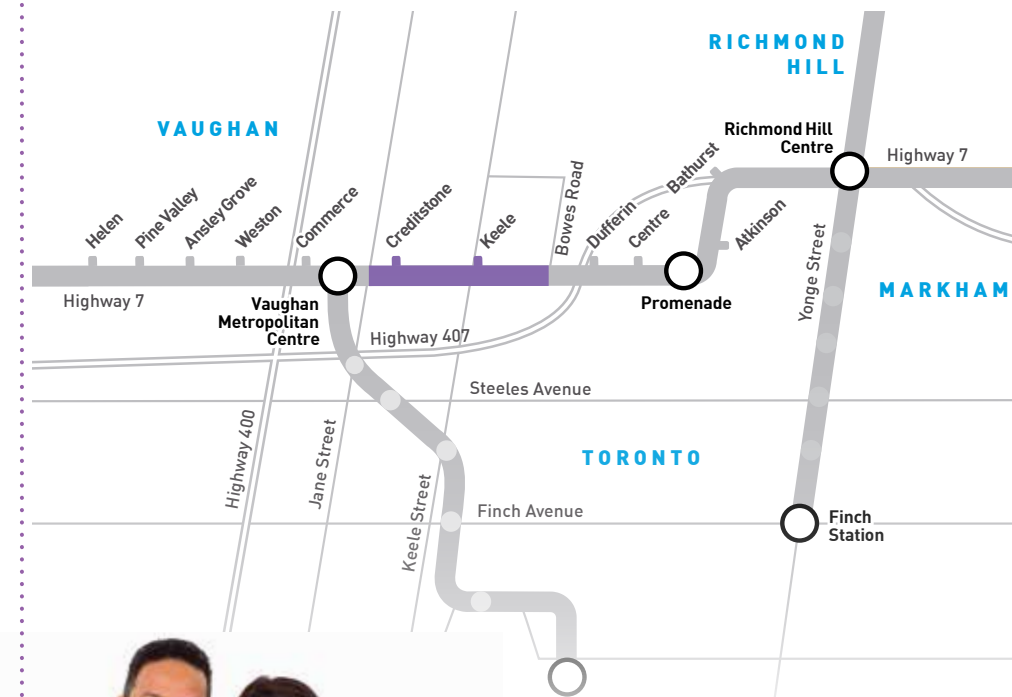 RICHMOND
HILL
VAUGHAN
Richmond Hill
Centre
Highway 7
Helen
Pine Valley
Ansley Grove
Weston
Commerce
Creditstone
Keele
Bowes Road
Dufferin
Centre
Bathurst
Atkinson
Highway 7
Vaughan
Metropolitan
Centre
Promenade
Yonge Street
MARKHAM
Highway 407
Steeles Avenue
Highway 400
Jane Street
Keele Street
TORONTO
Finch Avenue
Finch
Station